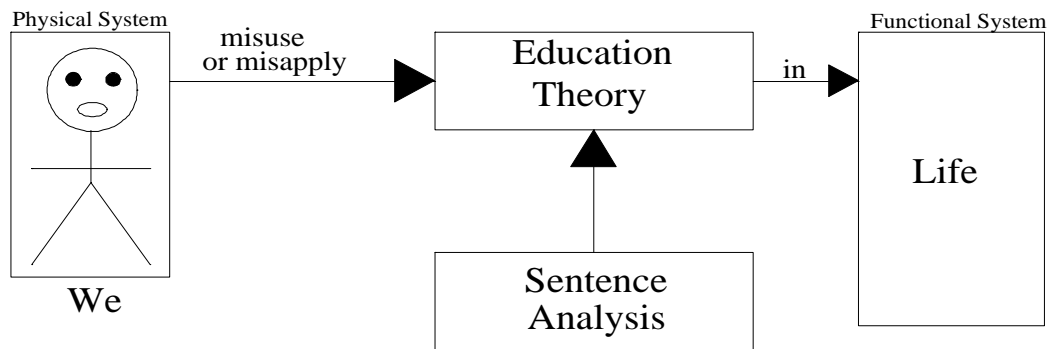 Physical System
Functional System
misuse
or misapply
Education
Theory
in
Life
We
Sentence
Analysis